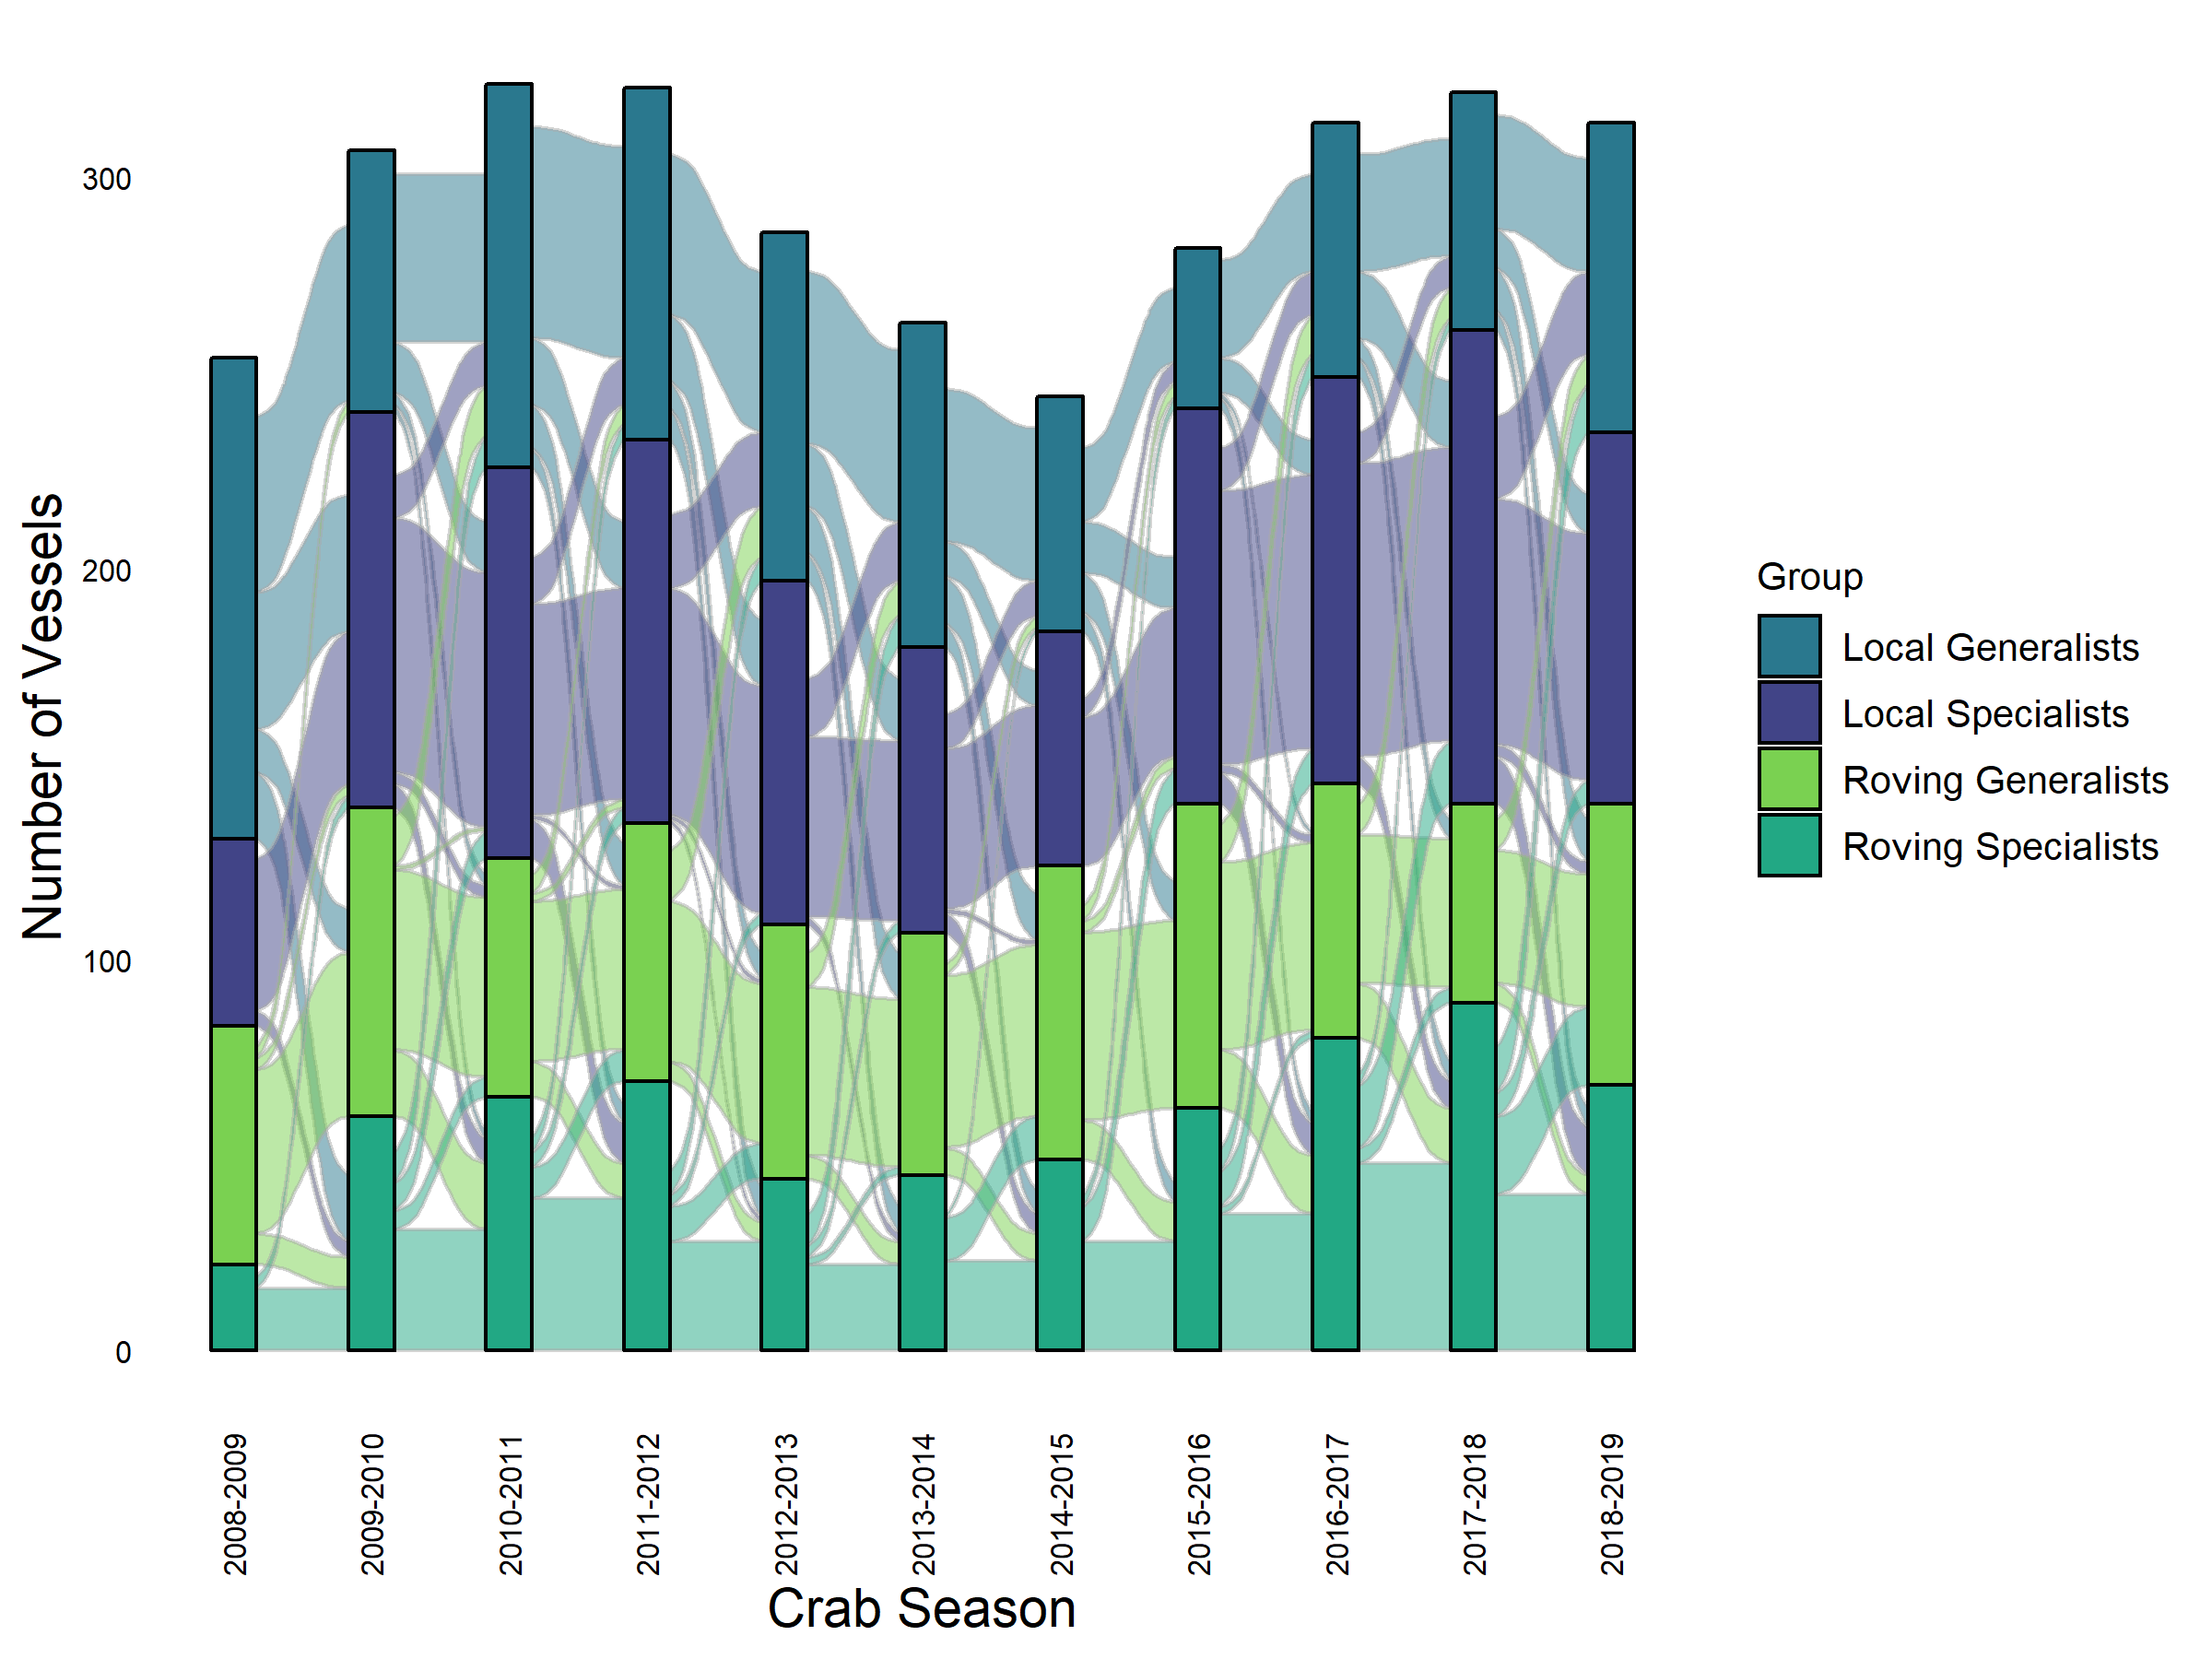 Number of Vessels
300
200
100
0
2008-2009
2009-2010
2010-2011
2011-2012
2012-2013
2013-2014
2014-2015
2015-2016
2016-2017
2017-2018
2018-2019
Crab Season
Group
Local Generalists
Local Specialists
Roving Generalists
Roving Specialists